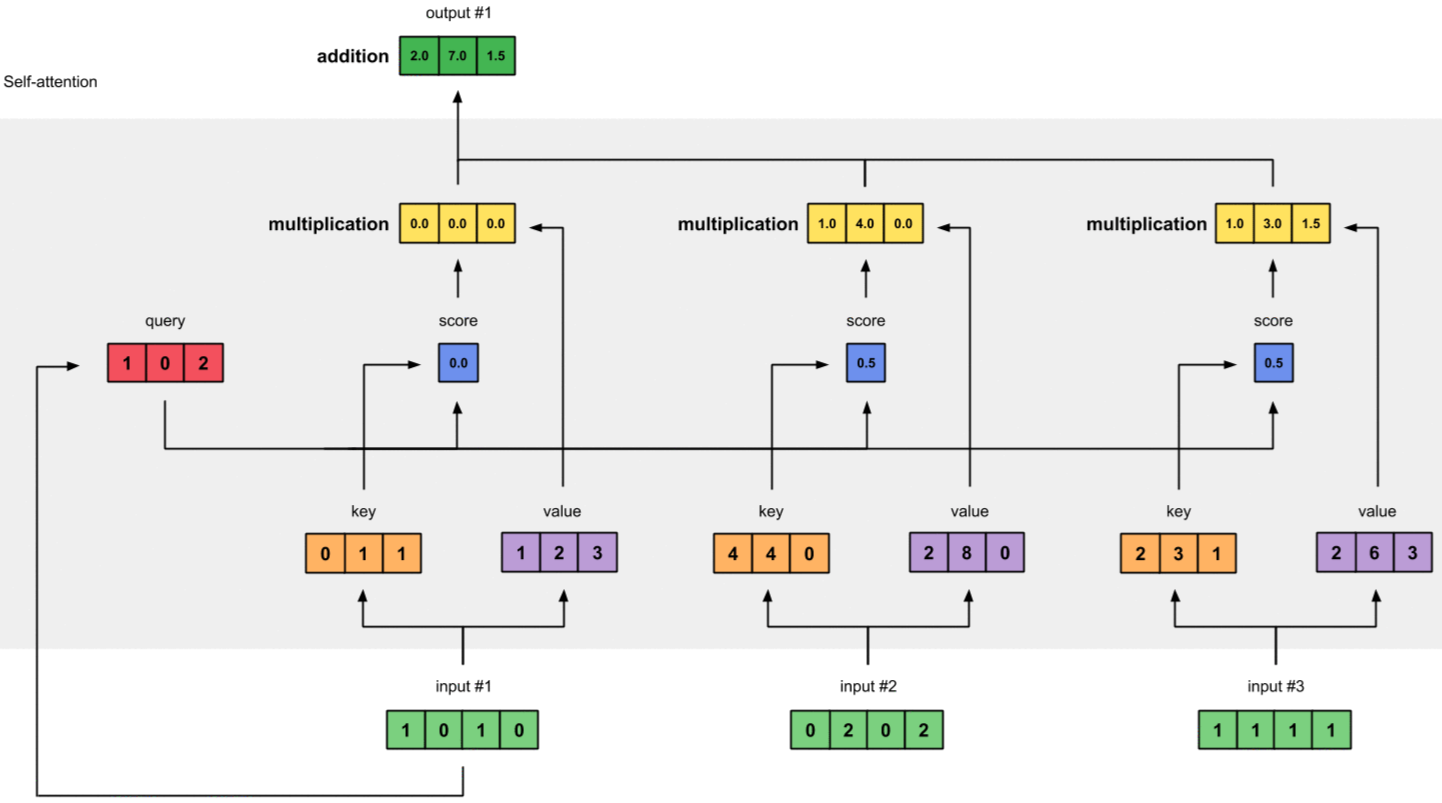 output #1
addition 2.0 7.0 1.5
Self-attention
multiplication 0.0 0.0 0.0 multiplication 1.0 4.0 0.0 multiplication 1.0 3.0 1.5
query score score score
1 0 2 0.0 0.5 0.5
key value key value key value
0 1 1 1 2 3 4 4 0 2 8 0 2 3 1 2 6 3
input #1 input #2 input #3
1 0 1 0 0 2 0 2 1 1 1 1